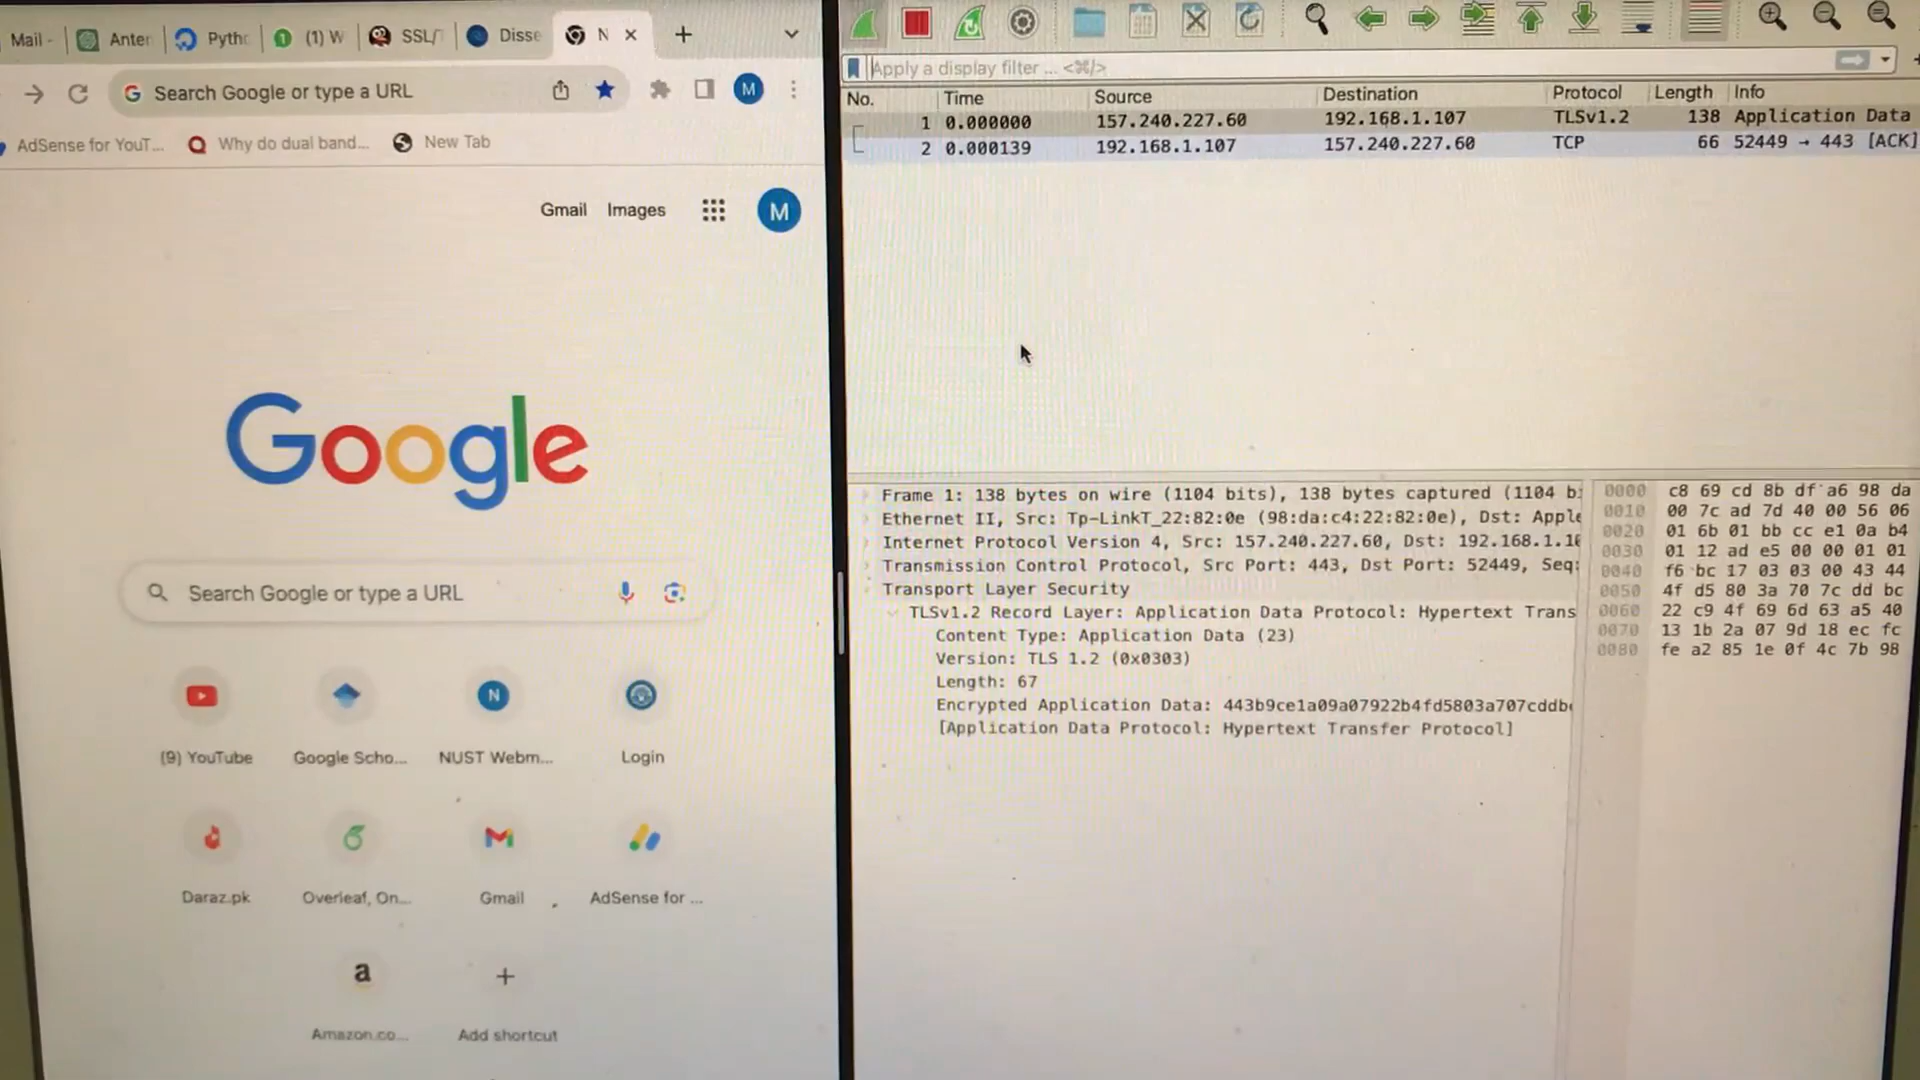 Mail -
Anter
Pytho
(1) W
SSL/T
Disse
N
Search Google or type a URL
M
AdSense for YouT...
Why do dual band...
New Tab
Gmail
Images
M
Google
Search Google or type a URL
(9) YouTube
Google Scho...
N
NUST Webm...
Login
Daraz.pk
Overleaf, On...
Gmail
AdSense for ...
a
Amazon.co...
Add shortcut
Apply a display filter ... <⌘/>
No. Time Source Destination Protocol Length Info
1 0.000000 157.240.227.60 192.168.1.107 TLSv1.2 138 Application Data
2 0.000139 192.168.1.107 157.240.227.60 TCP 66 52449 → 443 [ACK]
Frame 1: 138 bytes on wire (1104 bits), 138 bytes captured (1104 bi
Ethernet II, Src: Tp-LinkT_22:82:0e (98:da:c4:22:82:0e), Dst: Apple
Internet Protocol Version 4, Src: 157.240.227.60, Dst: 192.168.1.10
Transmission Control Protocol, Src Port: 443, Dst Port: 52449, Seq:
Transport Layer Security
TLSv1.2 Record Layer: Application Data Protocol: Hypertext Trans
Content Type: Application Data (23)
Version: TLS 1.2 (0x0303)
Length: 67
Encrypted Application Data: 443b9ce1a09a07922b4fd5803a707cddb
[Application Data Protocol: Hypertext Transfer Protocol]
0000 c8 69 cd 8b df a6 98 da
0010 00 7c ad 7d 40 00 56 06
0020 01 6b 01 bb cc e1 0a b4
0030 01 12 ad e5 00 00 01 01
0040 f6 bc 17 03 03 00 43 44
0050 4f d5 80 3a 70 7c dd bc
0060 22 c9 4f 69 6d 63 a5 40
0070 13 1b 2a 07 9d 18 ec fc
0080 fe a2 85 1e 0f 4c 7b 98